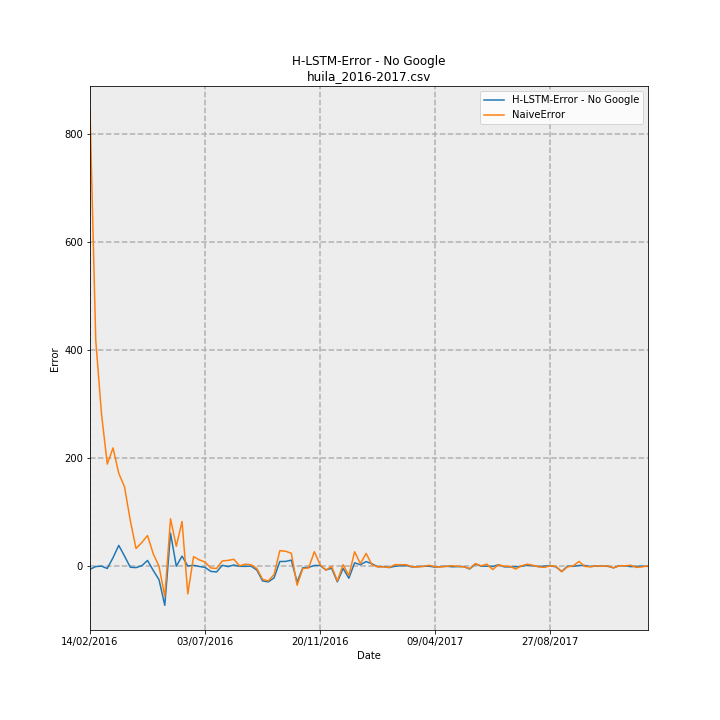 H-LSTM-Error - No Google
huila_2016-2017.csv
H-LSTM-Error - No Google
NaiveError
800
600
400
200
0
Error
14/02/2016
03/07/2016
20/11/2016
09/04/2017
27/08/2017
Date